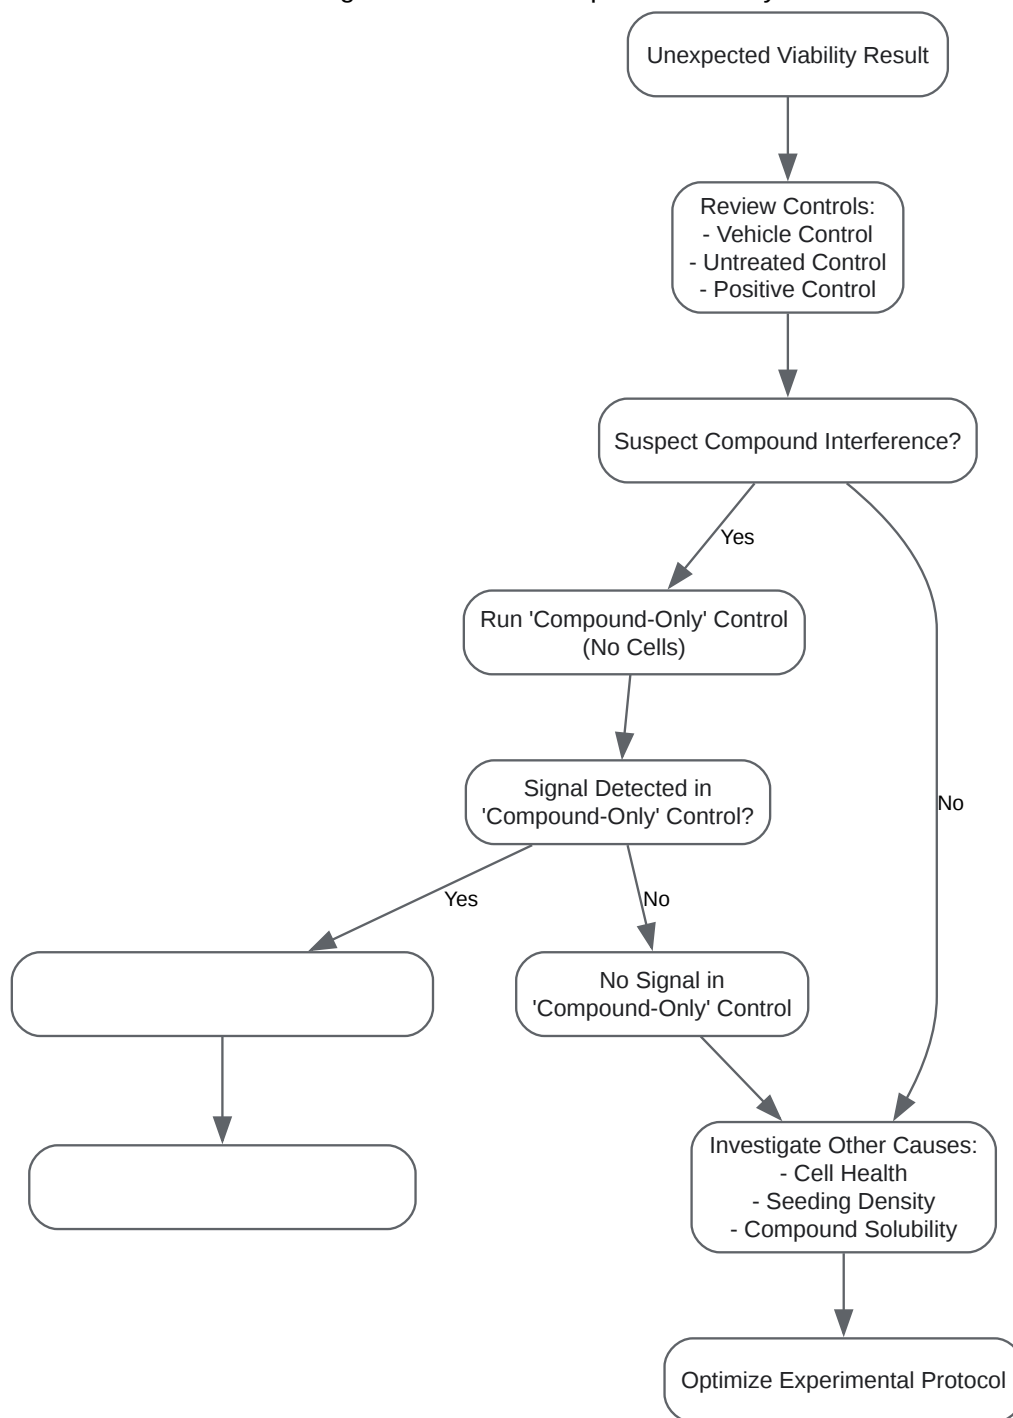 Unexpected Viability Result
Review Controls:
- Vehicle Control
- Untreated Control
- Positive Control
Suspect Compound Interference?
Yes
Run 'Compound-Only' Control
(No Cells)
Signal Detected in
'Compound-Only' Control?
No
Yes
No
No Signal in
'Compound-Only' Control
Investigate Other Causes:
- Cell Health
- Seeding Density
- Compound Solubility
Optimize Experimental Protocol